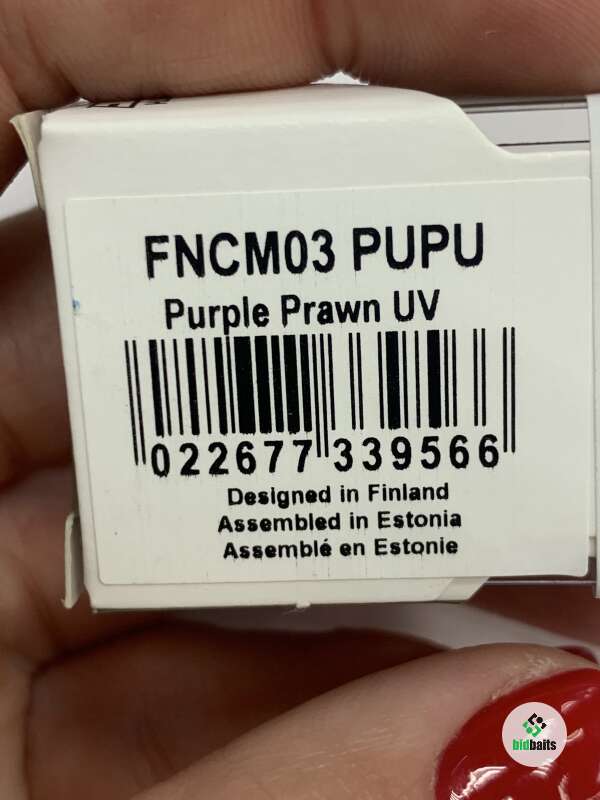 FNCM03 PUPU
Purple Prawn UV
022677 339566
Designed in Finland
Assembled in Estonia
Assemblé en Estonie
bidbaits